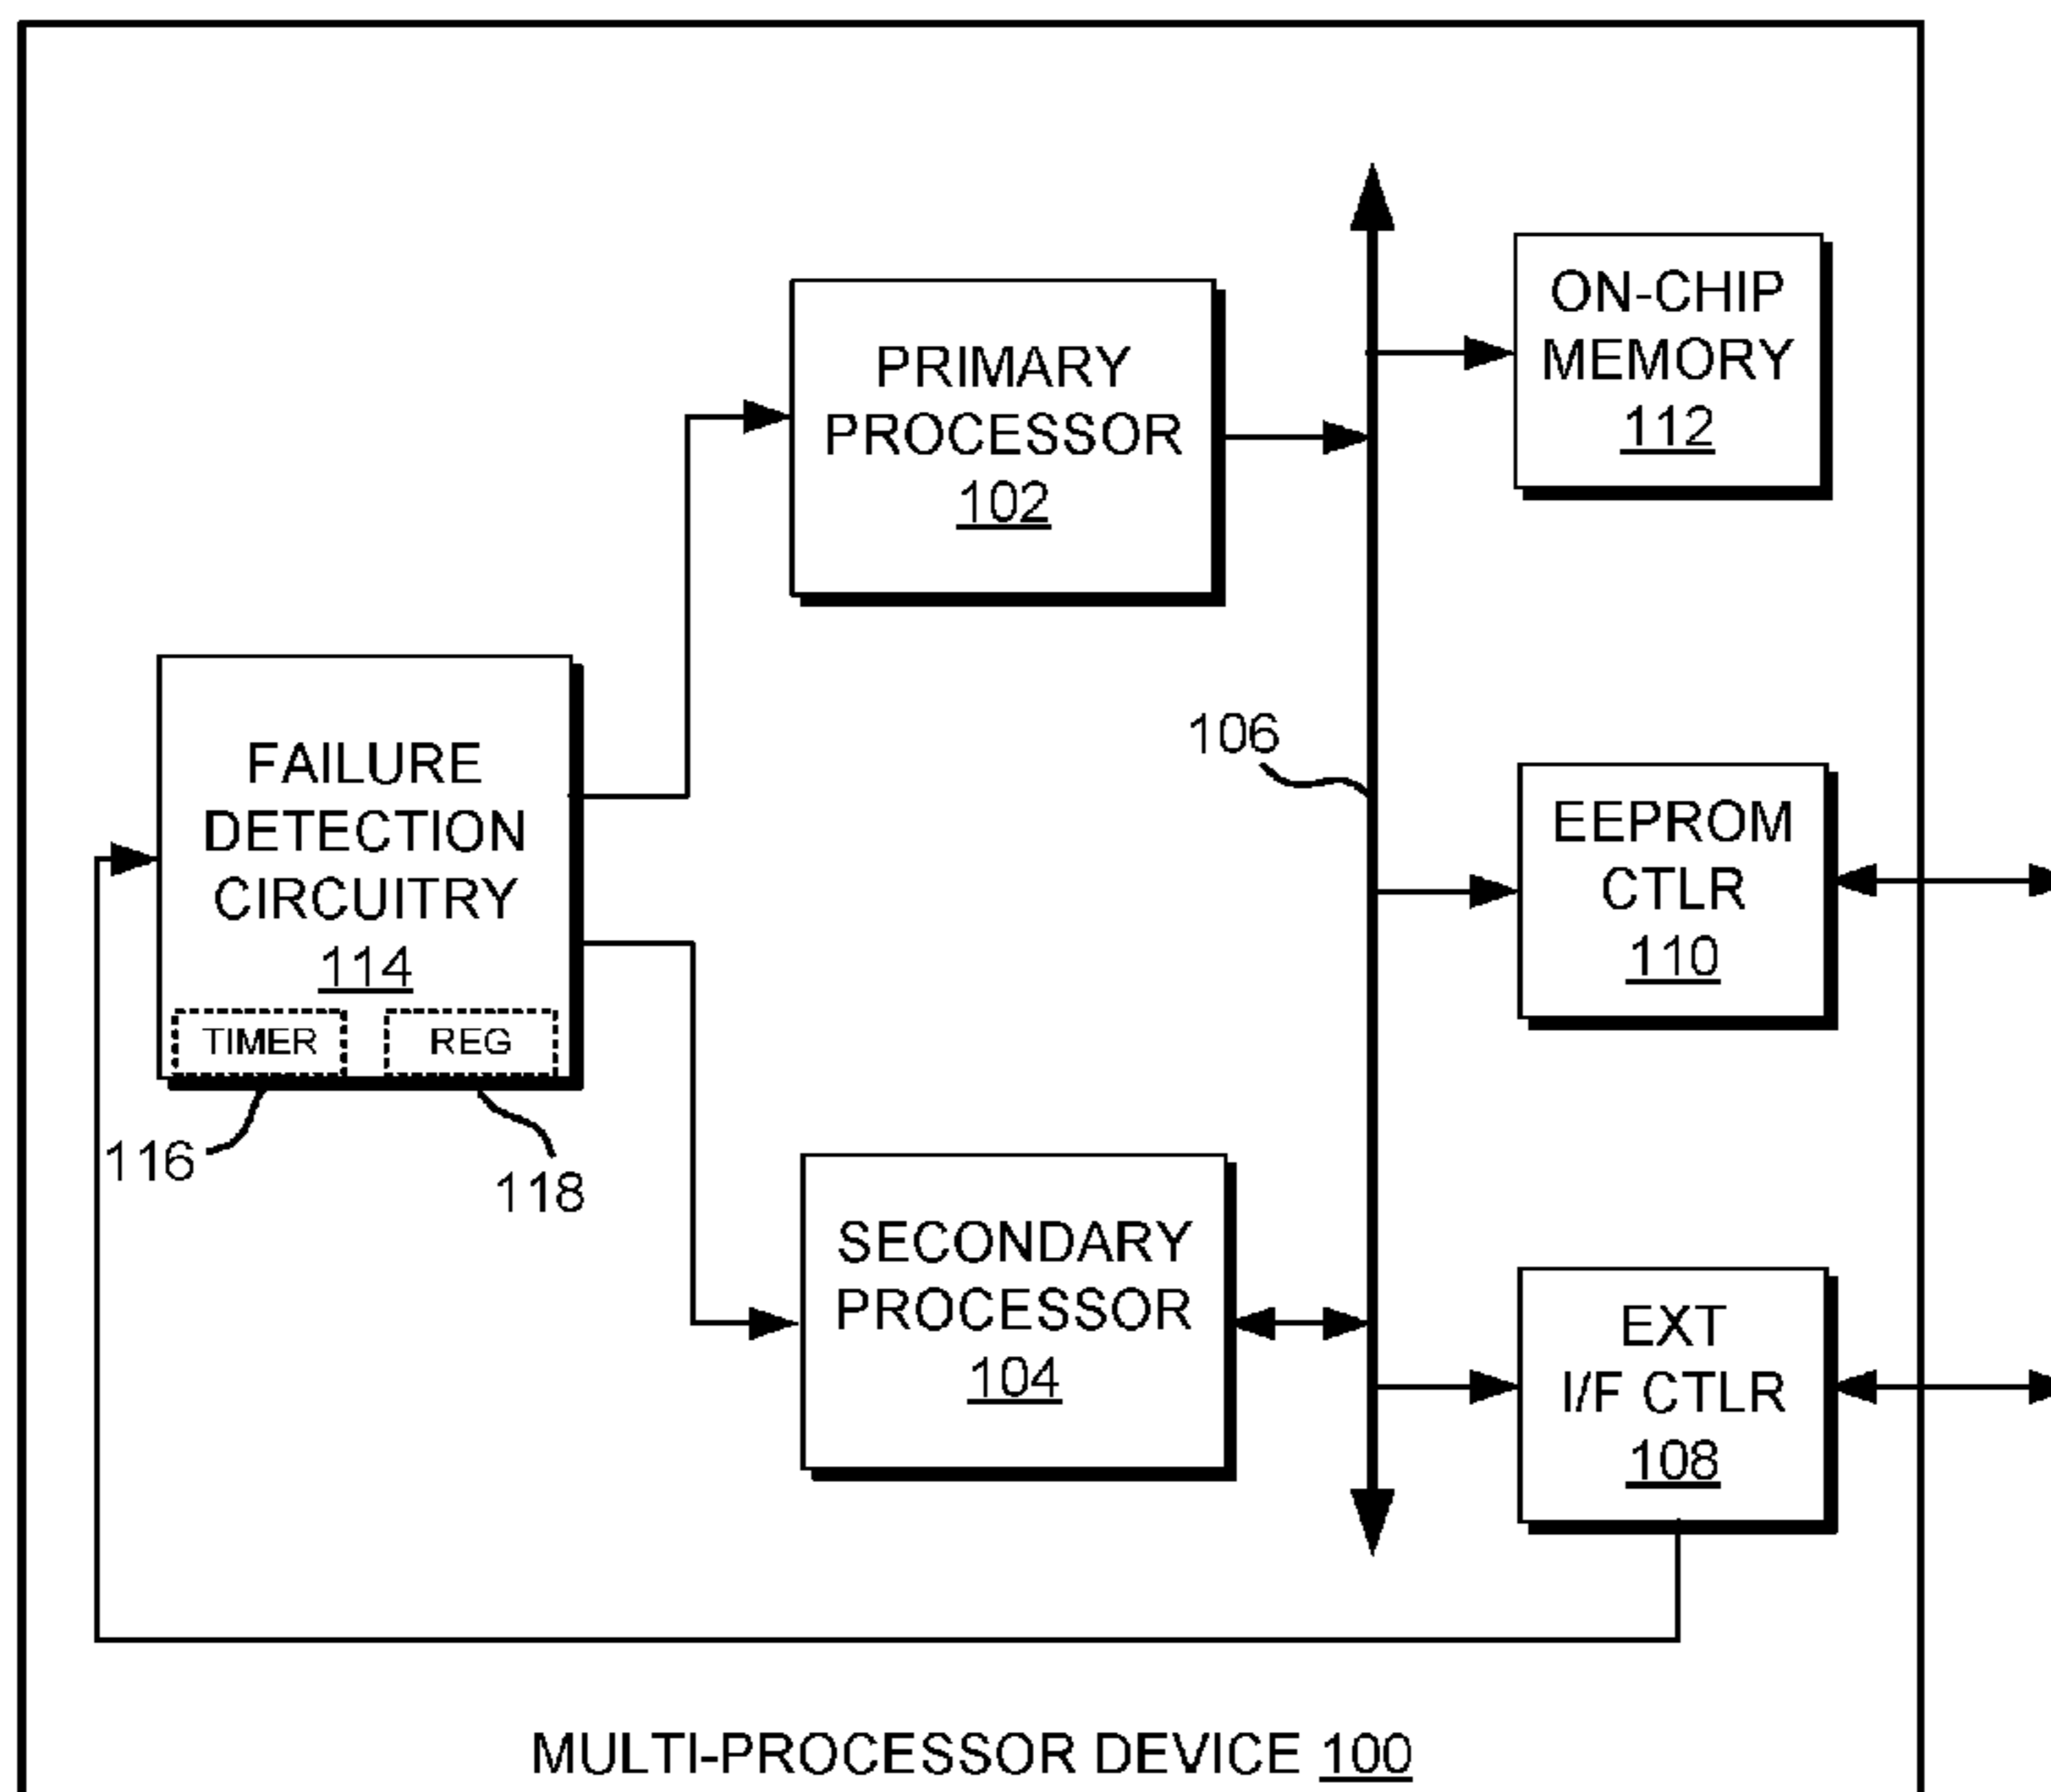 ON-CHIP
MEMORY
112
PRIMARY
PROCESSOR
102
FAILURE
DETECTION
CIRCUITRY
114
TIMER
REG
116
118
106
EEPROM
CTLR
110
SECONDARY
PROCESSOR
104
EXT
I/F CTLR
108
MULTI-PROCESSOR DEVICE 100